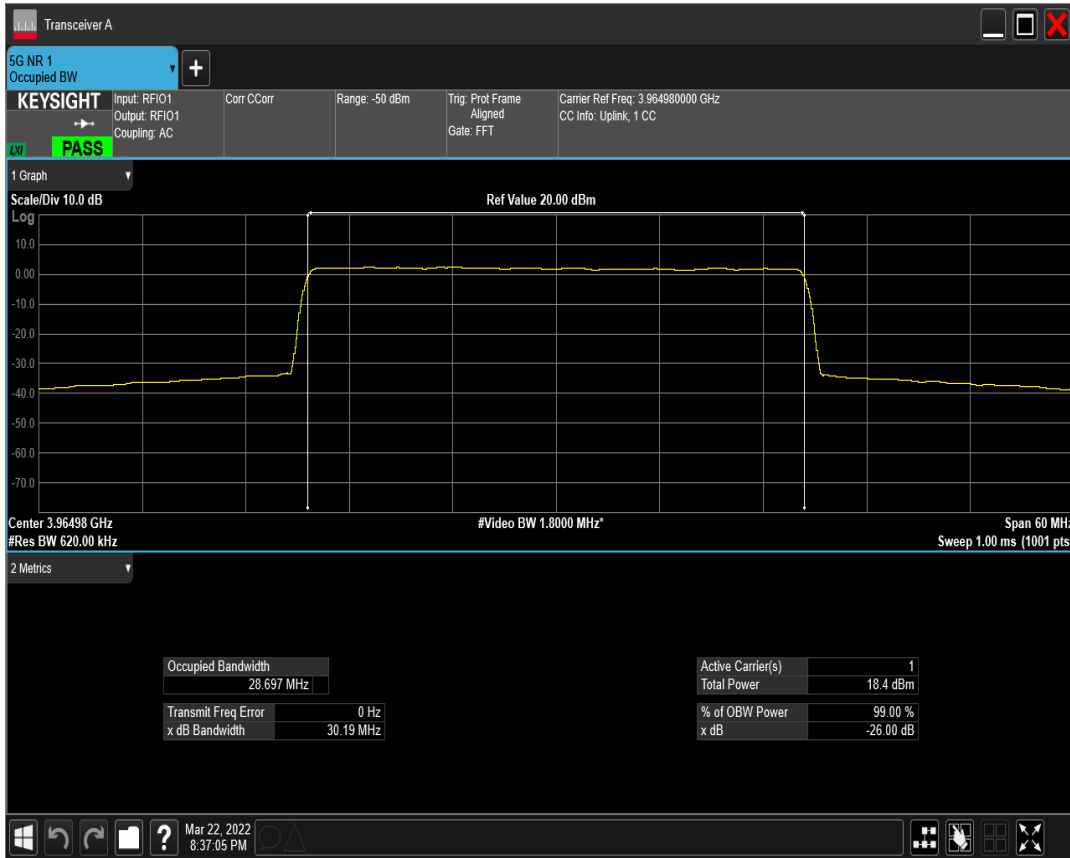 Transceiver A
5G NR 1
Occupied BW
+
KEYSIGHT
LXI
PASS
Input: RFIO1
Output: RFIO1
Coupling: AC
Corr CCorr
Range: -50 dBm
Trig: Prot Frame
Aligned
Gate: FFT
Carrier Ref Freq: 3.964980000 GHz
CC Info: Uplink, 1 CC
1 Graph
Scale/Div 10.0 dB
Ref Value 20.00 dBm
Log
10.0
0.00
-10.0
-20.0
-30.0
-40.0
-50.0
-60.0
-70.0
Center 3.96498 GHz
#Video BW 1.8000 MHz*
Span 60 MHz
#Res BW 620.00 kHz
Sweep 1.00 ms (1001 pts
2 Metrics
Occupied Bandwidth
28.697 MHz
Transmit Freq Error 0 Hz
x dB Bandwidth 30.19 MHz
Active Carrier(s) 1
Total Power 18.4 dBm
% of OBW Power 99.00 %
x dB -26.00 dB
?
Mar 22, 2022
8:37:05 PM